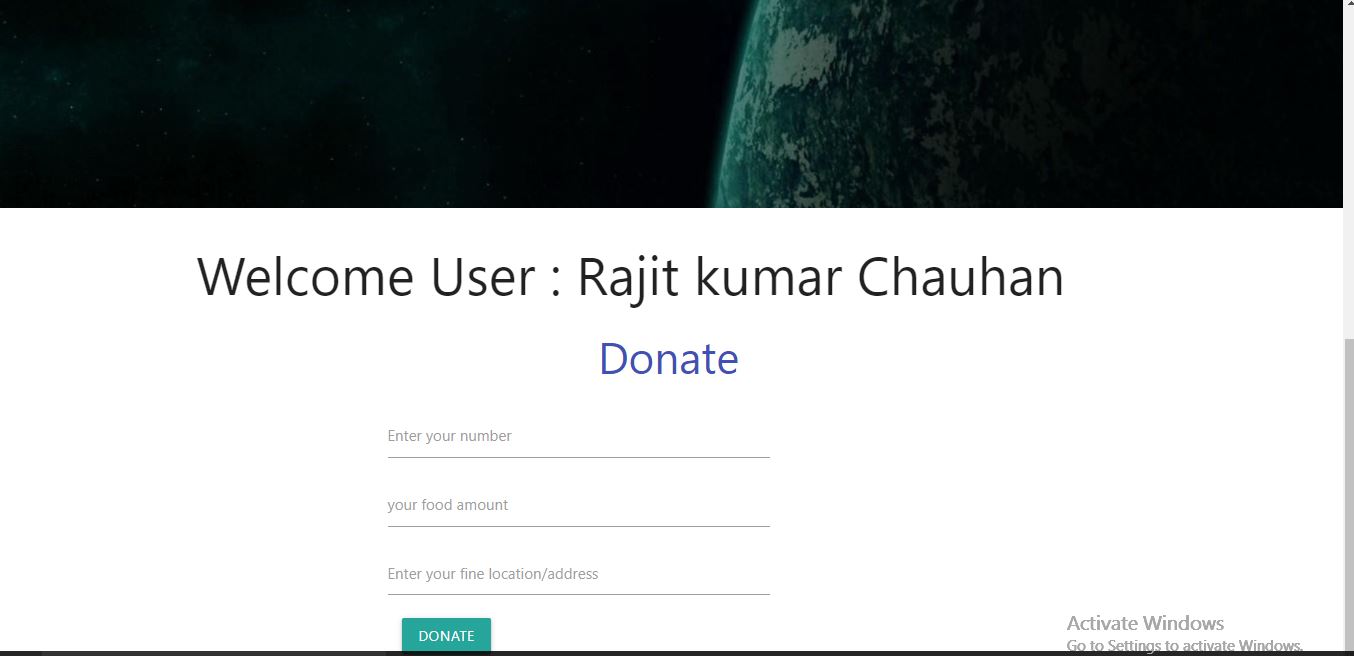 Welcome User : Rajit kumar Chauhan
Donate
Enter your number
your food amount
Enter your fine location/address
DONATE
Activate Windows
Go to Settings to activate Windows.